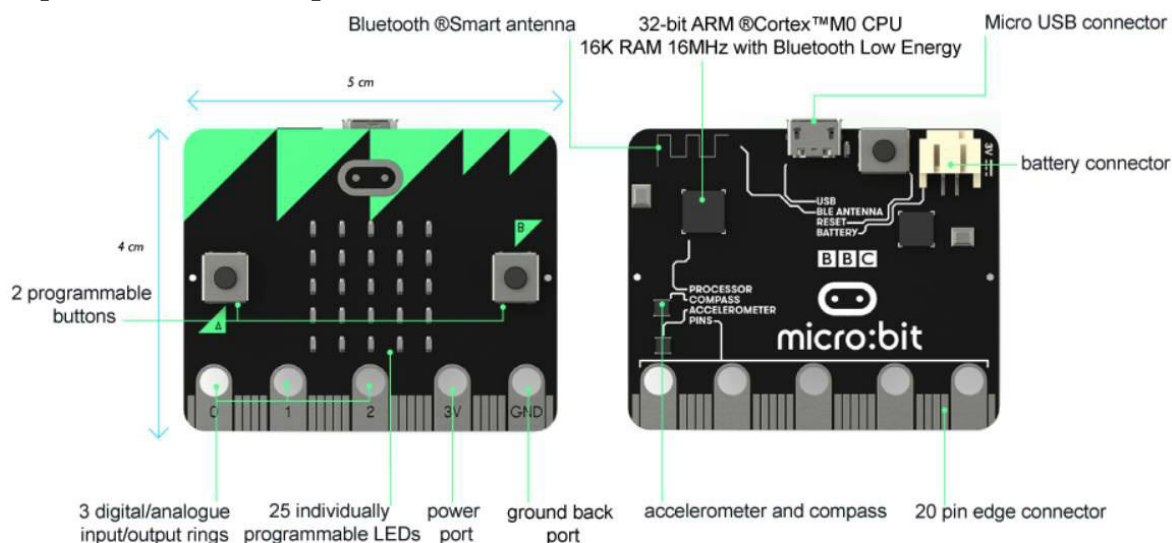 Bluetooth ®Smart antenna
32-bit ARM ®Cortex™M0 CPU
16K RAM 16MHz with Bluetooth Low Energy
Micro USB connector
5 cm
4 cm
battery connector
3V
USB
BLE ANTENNA
RESET
BATTERY
BBC
B
A
2 programmable
buttons
PROCESSOR
COMPASS
ACCELEROMETER
PINS
micro:bit
0 1 2 3V GND
3 digital/analogue
input/output rings
25 individually
programmable LEDs
power
port
ground back
port
accelerometer and compass
20 pin edge connector